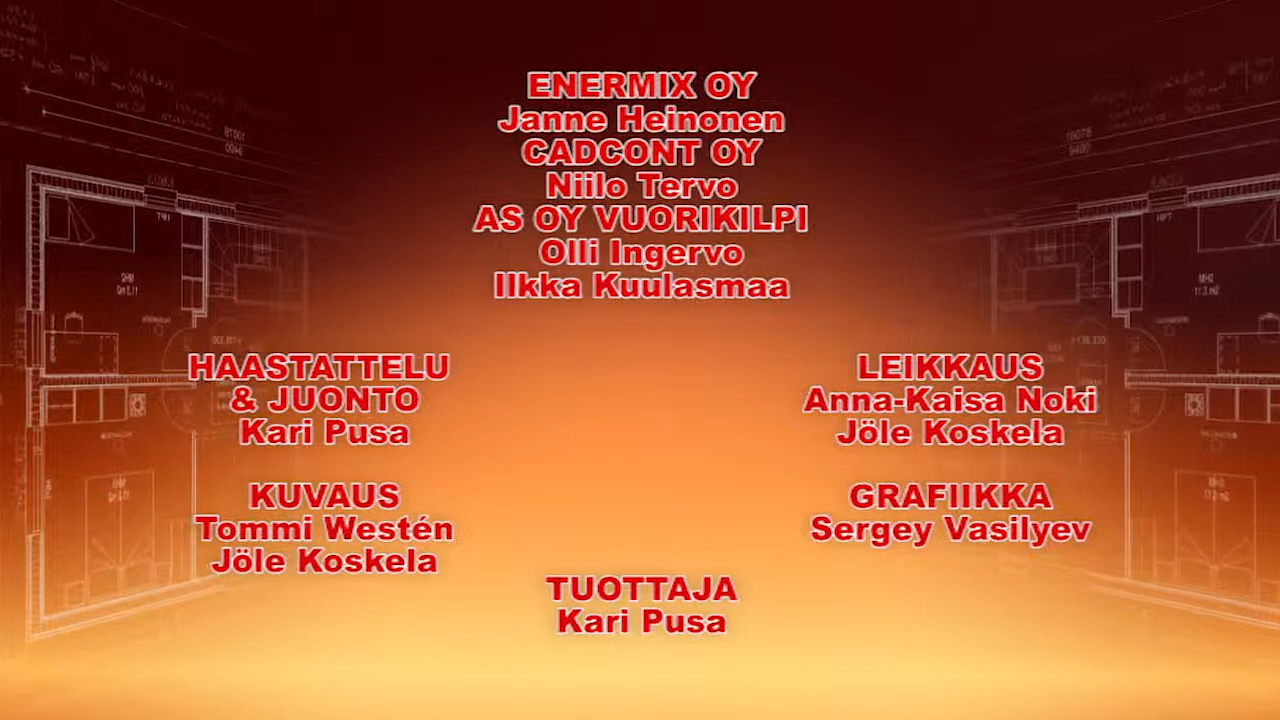 ENERMIX OY
Janne Heinonen
CADCONT OY
Niilo Tervo
AS OY VUORIKILPI
Olli Ingervo
Ilkka Kuulasmaa
HAASTATTELU
& JUONTO
Kari Pusa
LEIKKAUS
Anna-Kaisa Noki
Jöle Koskela
KUVAUS
Tommi Westén
Jöle Koskela
GRAFIIKKA
Sergey Vasilyev
TUOTTAJA
Kari Pusa